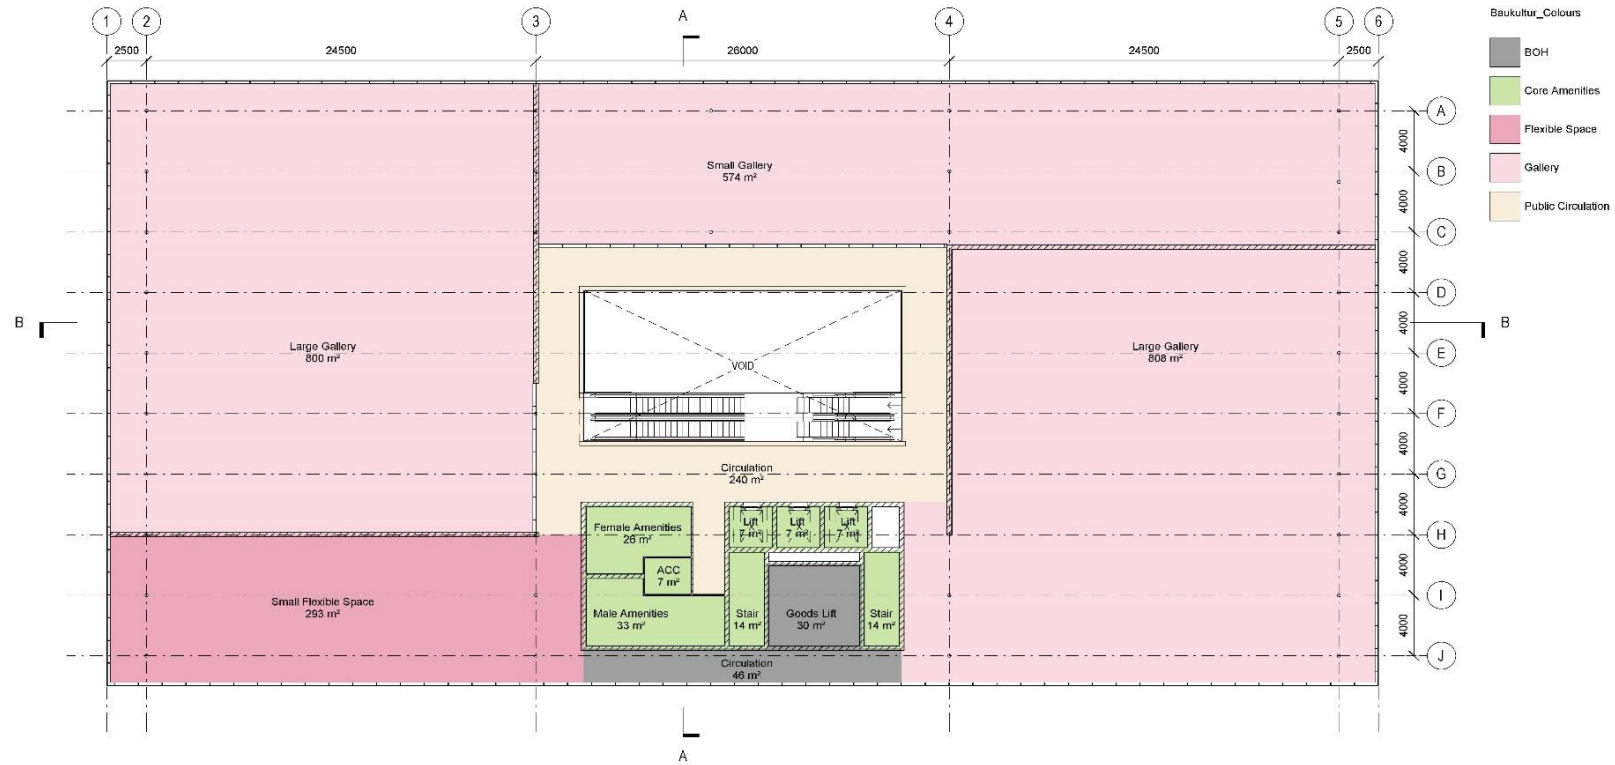 1
2
3
A
4
5
6
Baukultur_Colours
2500
24500
26000
24500
2500
BOH
Core Amenities
Flexible Space
Gallery
Public Circulation
A
4000
B
4000
C
4000
D
4000
E
4000
F
4000
G
4000
H
4000
I
4000
J
Small Gallery
574 m²
B
B
Large Gallery
800 m²
VOID
Large Gallery
808 m²
Circulation
240 m²
Female Amenities
26 m²
Lift
7 m²
Lift
7 m²
Lift
7 m²
ACC
7 m²
Small Flexible Space
293 m²
Male Amenities
33 m²
Stair
14 m²
Goods Lift
30 m²
Stair
14 m²
Circulation
46 m²
A